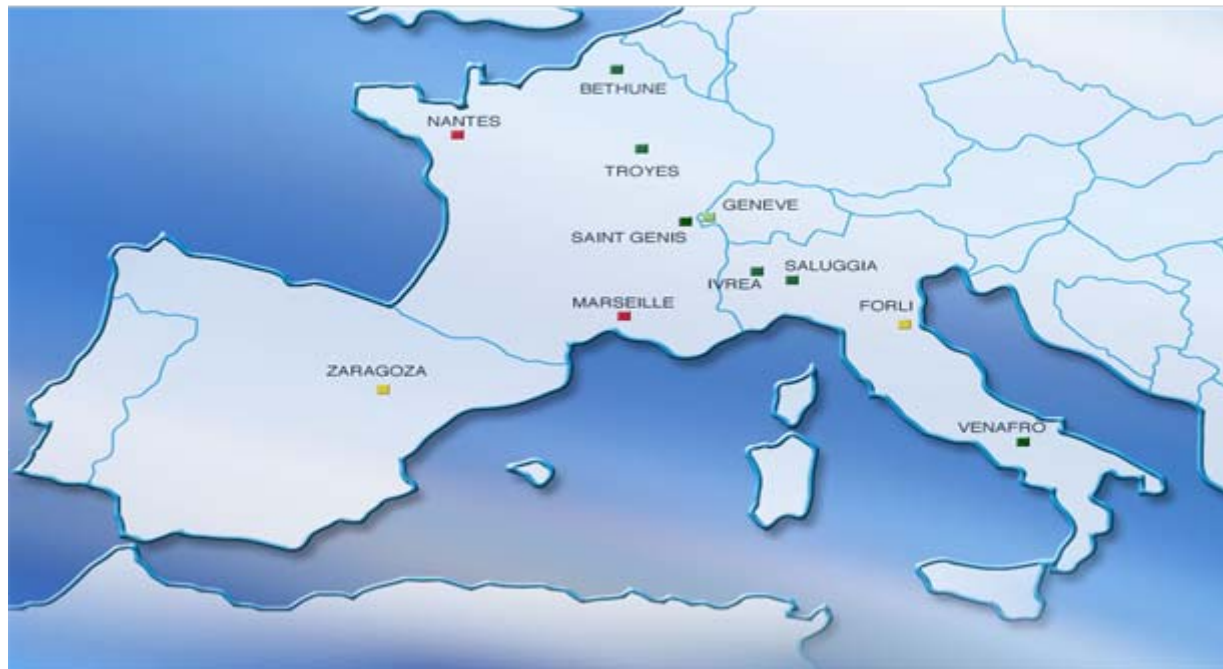 BETHUNE
NANTES
TROYES
GENEVE
SAINT GENIS
SALUGGIA
IVREA
MARSEILLE
FORLI
ZARAGOZA
VENAFRO